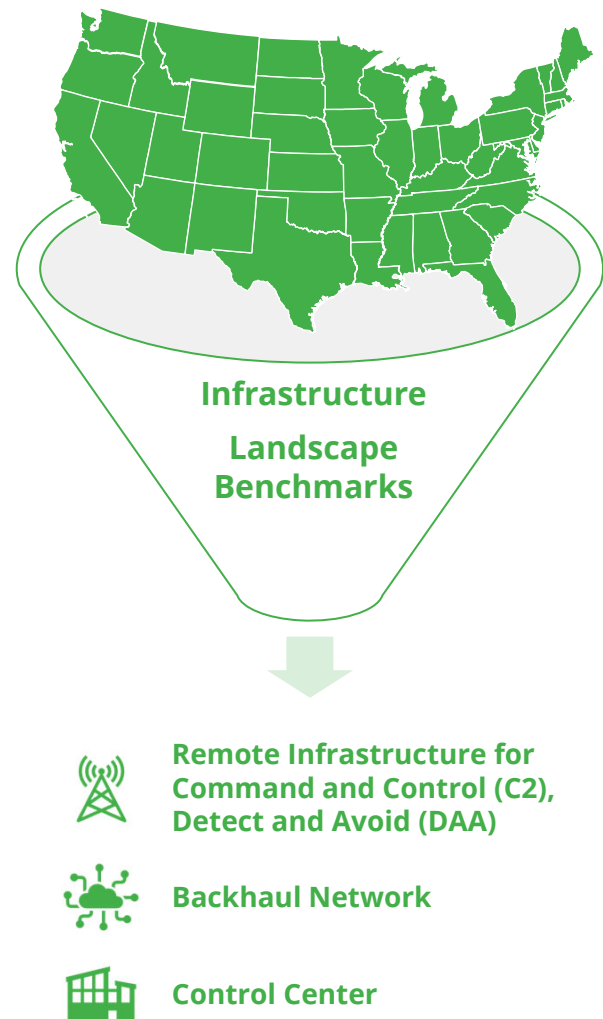 Infrastructure
Landscape
Benchmarks
Remote Infrastructure for
Command and Control (C2),
Detect and Avoid (DAA)
Backhaul Network
Control Center